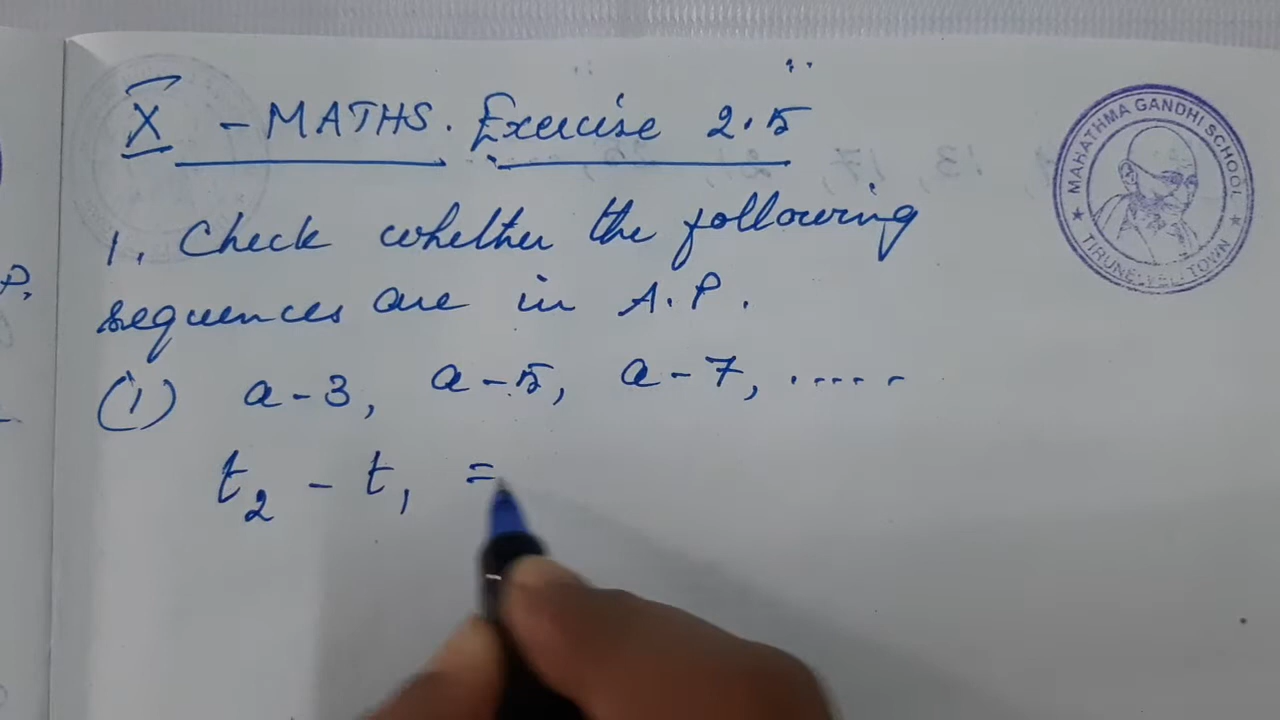 X - MATHS. Exercise 2.5
1. Check whether the following
sequences are in A.P.
(i) a-3, a-5, a-7, .....
t₂ - t₁ =
MAHATHMA GANDHI SCHOOL
★ TIRUNELVELI TOWN ★
P.